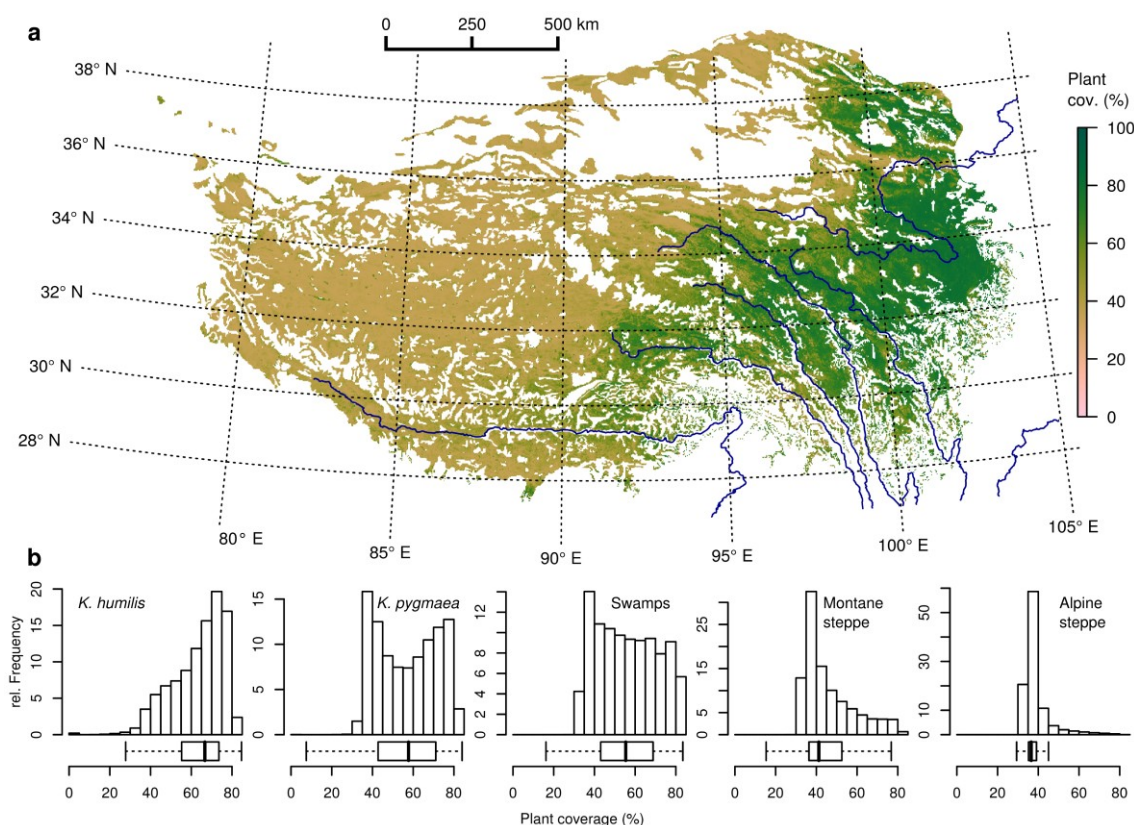 a
0 250 500 km
38° N
36° N
34° N
32° N
30° N
28° N
80° E
85° E
90° E
95° E
100° E
105° E
Plant
cov. (%)
100
80
60
40
20
0
b
rel. Frequency
K. humilis
0 5 10 15 20
0 20 40 60 80
K. pygmaea
0 5 10 15
0 20 40 60 80
Swamps
0 2 4 6 8 10 12
0 20 40 60 80
Montane
steppe
0 5 10 15 25
0 20 40 60 80
Alpine
steppe
0 10 20 30 40 50
0 20 40 60 80
Plant coverage (%)